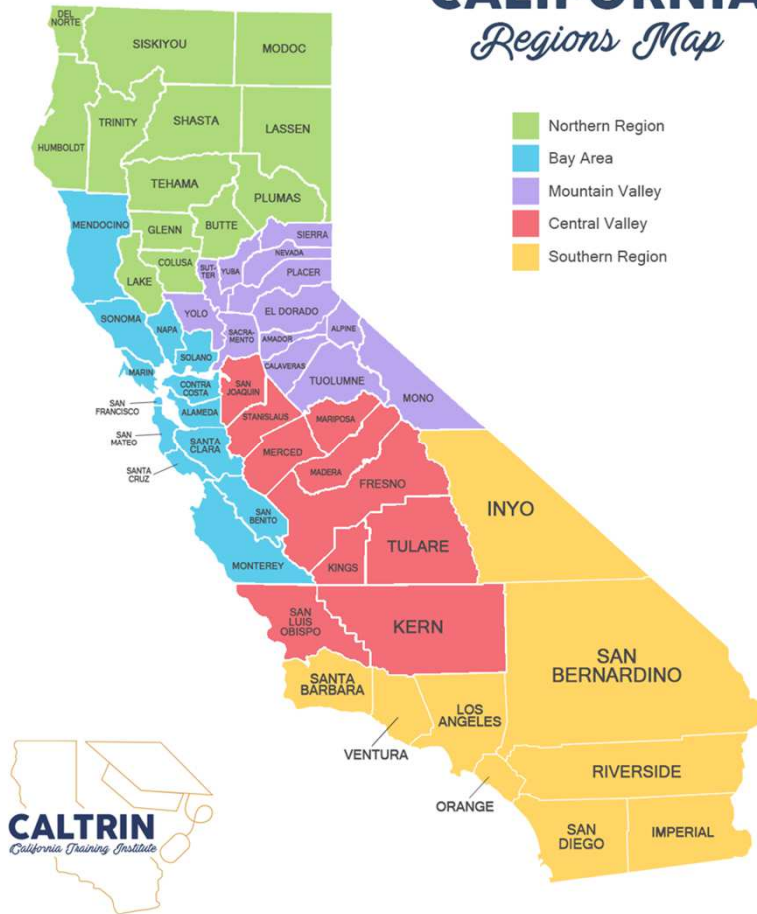 CALIFORNIA
Regions Map
Northern Region
Bay Area
Mountain Valley
Central Valley
Southern Region
DEL
NORTE
SISKIYOU
MODOC
HUMBOLDT
TRINITY
SHASTA
LASSEN
TEHAMA
PLUMAS
MENDOCINO
GLENN
BUTTE
SIERRA
LAKE
COLUSA
SUT-
TER
YUBA
NEVADA
PLACER
SONOMA
NAPA
YOLO
SACRA-
MENTO
EL DORADO
AMADOR
ALPINE
MARIN
SOLANO
CALAVERAS
TUOLUMNE
MONO
SAN
FRANCISCO
CONTRA
COSTA
SAN
JOAQUIN
ALAMEDA
STANISLAUS
MARIPOSA
SAN
MATEO
SANTA
CLARA
MERCED
MADERA
SANTA
CRUZ
FRESNO
INYO
SAN
BENITO
MONTEREY
KINGS
TULARE
SAN
LUIS
OBISPO
KERN
SAN
BERNARDINO
SANTA
BARBARA
VENTURA
LOS
ANGELES
ORANGE
RIVERSIDE
SAN
DIEGO
IMPERIAL
CALTRIN
California Training Institute